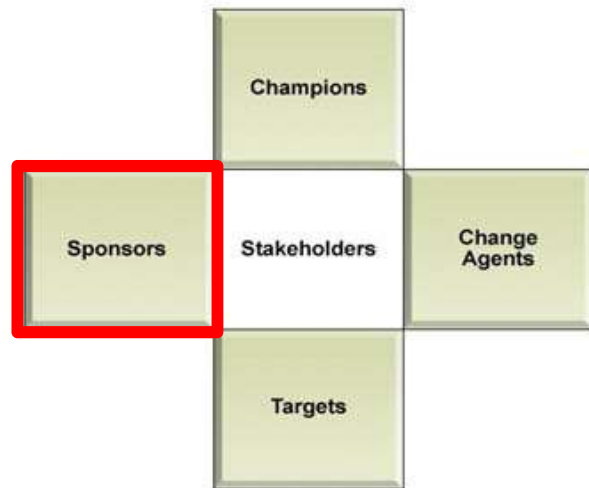 Champions
Sponsors
Stakeholders
Change
Agents
Targets